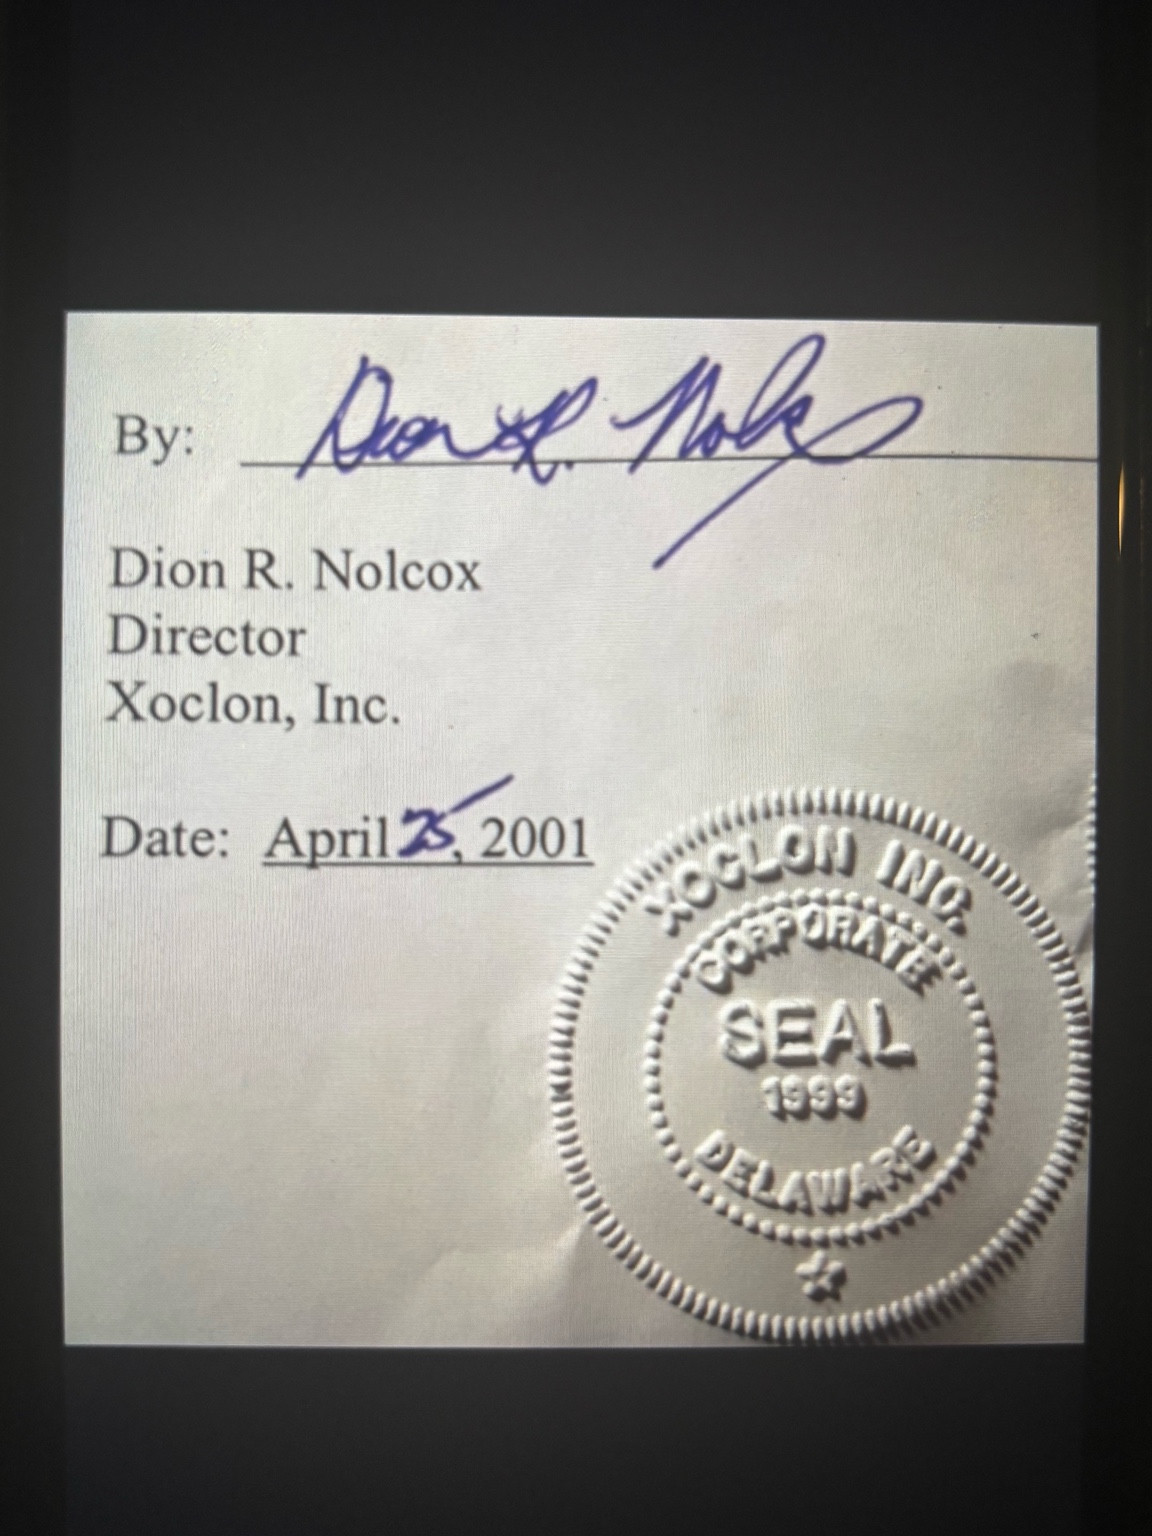 By: Dion R. Nolcox
Dion R. Nolcox
Director
Xoclon, Inc.
Date: April 25, 2001
XOCLON INC.
CORPORATE
SEAL
1999
DELAWARE